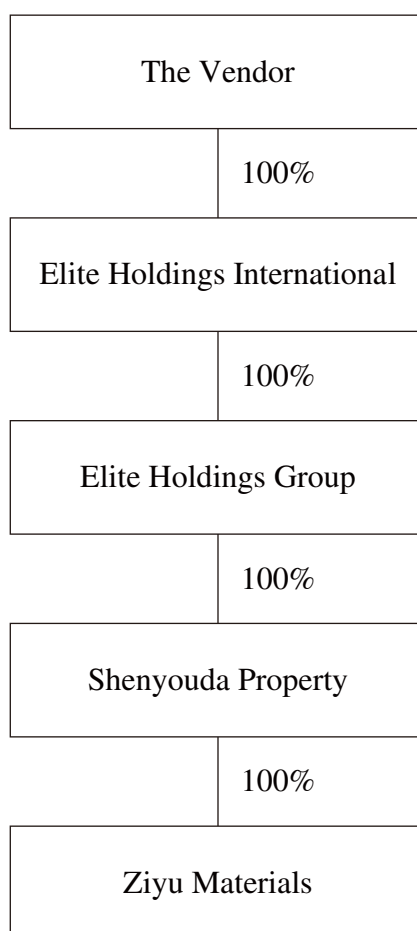 The Vendor
100%
Elite Holdings International
100%
Elite Holdings Group
100%
Shenyouda Property
100%
Ziyu Materials